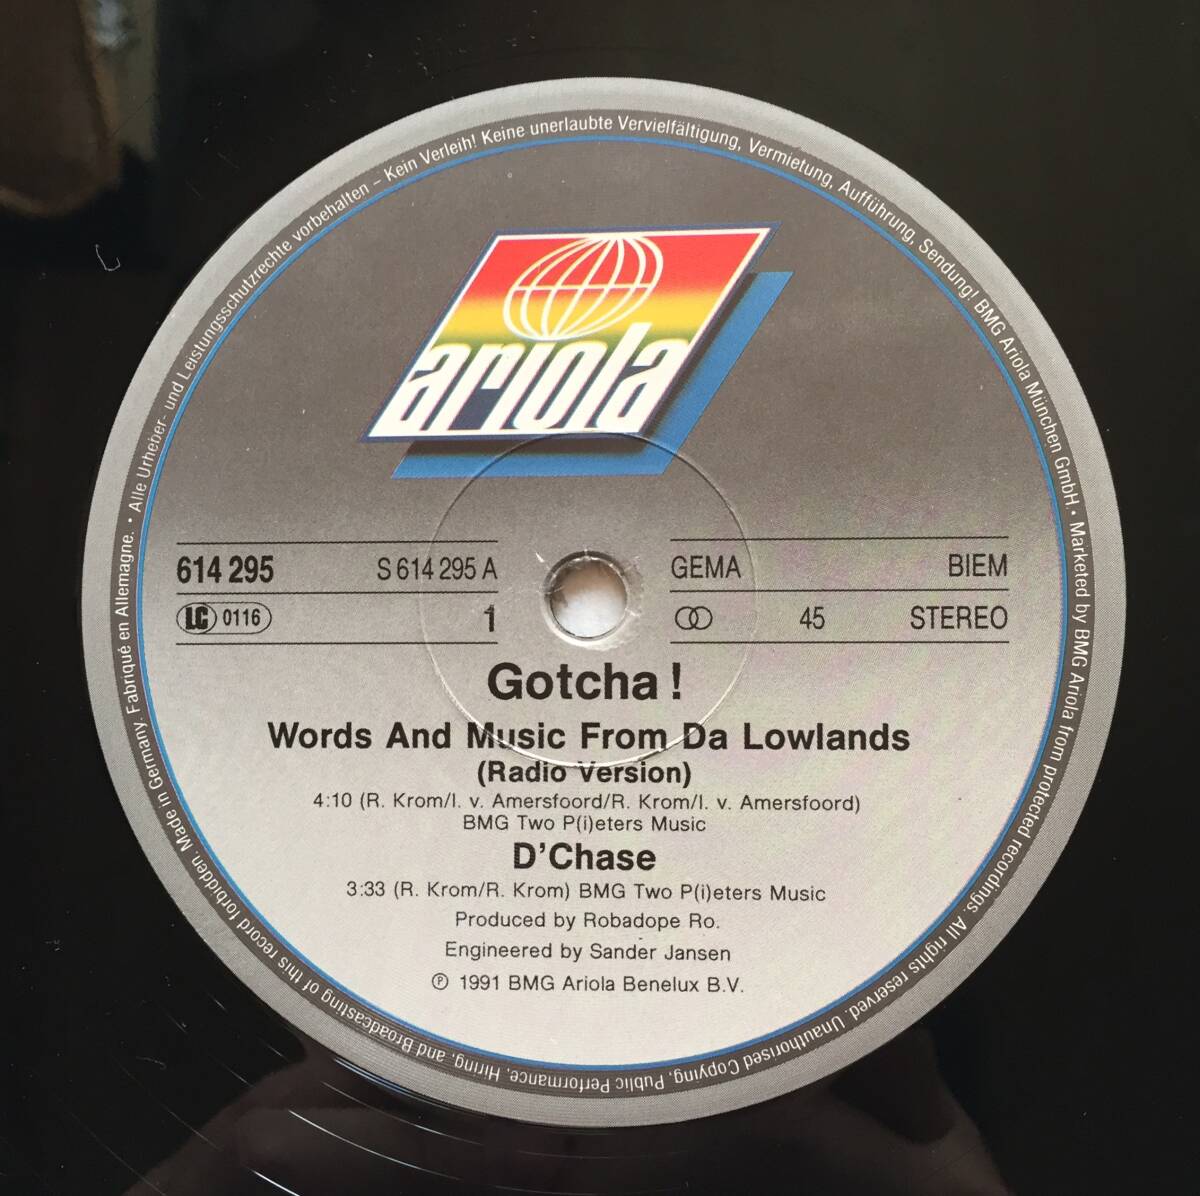 Alle Urheber- und Leistungsschutzrechte vorbehalten – Kein Verleih! Keine unerlaubte Vervielfältigung, Vermietung, Aufführung, Sendung! BMG Ariola München GmbH. • Marketed by BMG Ariola from protected recordings. All rights reserved. Unauthorised Copying, Public Performance, Hiring, and Broadcasting of this record forbidden. Made in Germany. Fabriqué en Allemagne. •
ariola
614 295 S 614 295 A GEMA BIEM
LC 0116 1 45 STEREO
Gotcha !
Words And Music From Da Lowlands
(Radio Version)
4:10 (R. Krom/I. v. Amersfoord/R. Krom/I. v. Amersfoord)
BMG Two P(i)eters Music
D'Chase
3:33 (R. Krom/R. Krom) BMG Two P(i)eters Music
Produced by Robadope Ro.
Engineered by Sander Jansen
℗ 1991 BMG Ariola Benelux B.V.